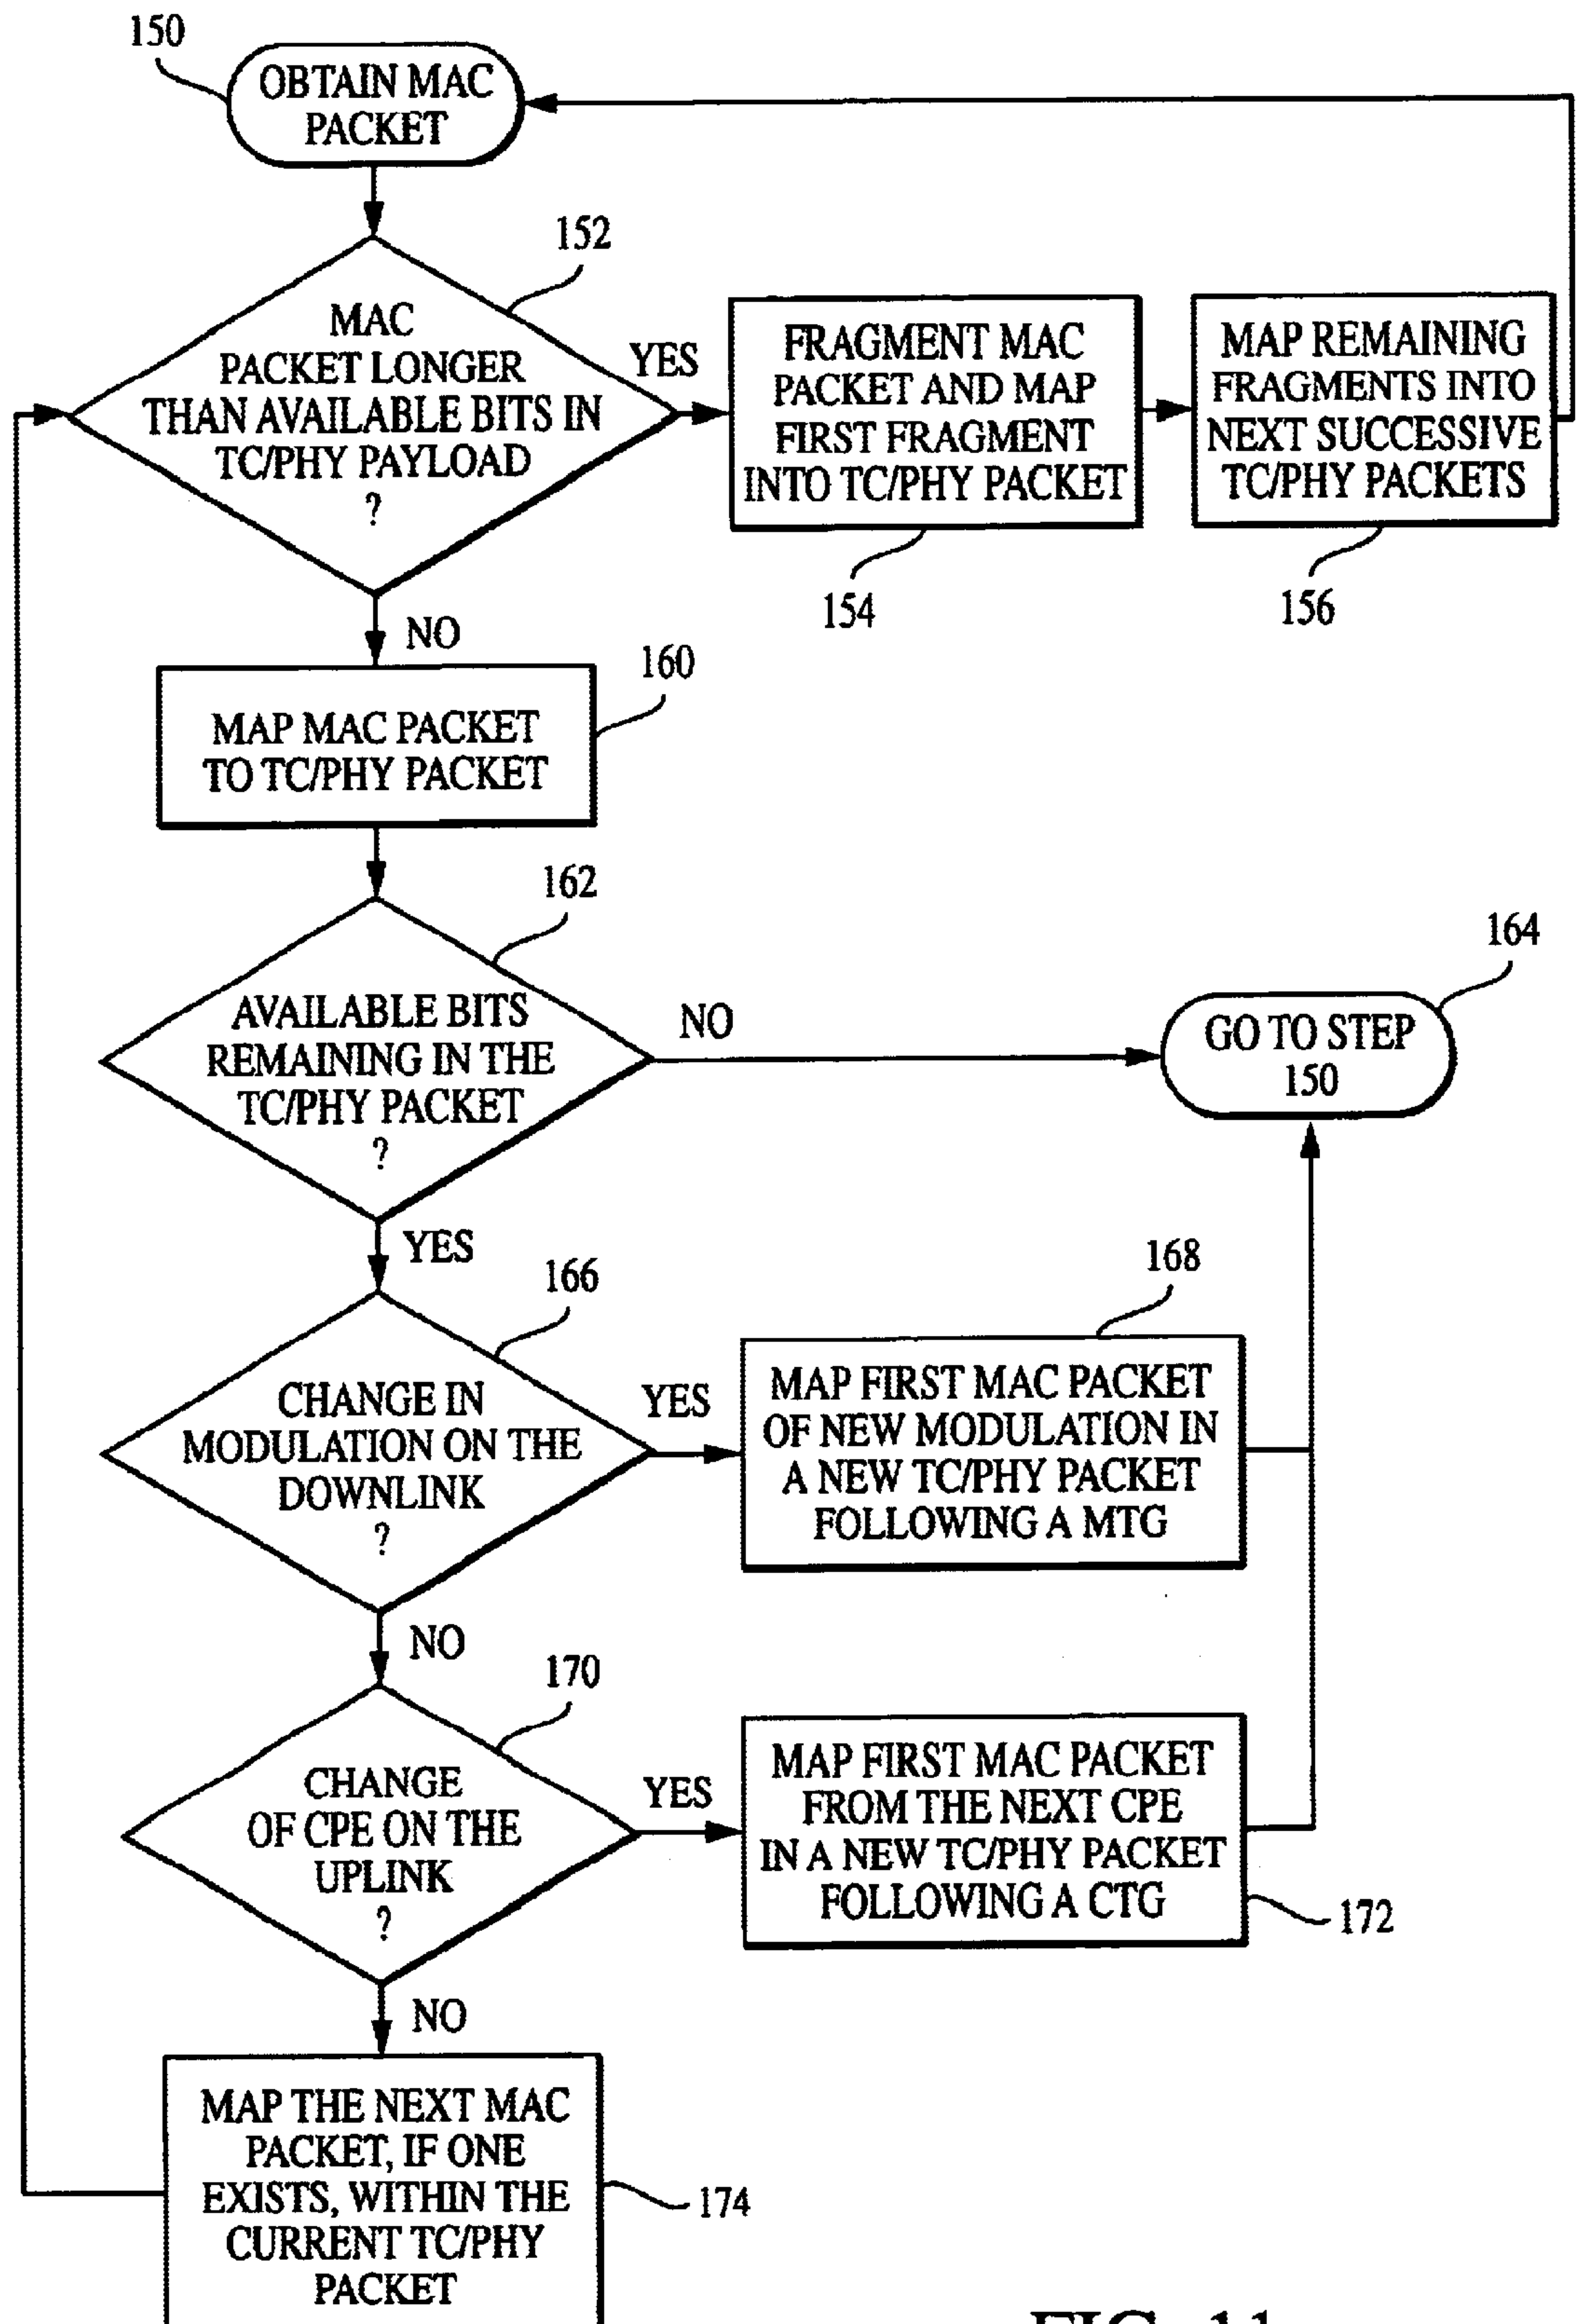 150
OBTAIN MAC
PACKET
152
MAC
PACKET LONGER
THAN AVAILABLE BITS IN
TC/PHY PAYLOAD
?
YES
FRAGMENT MAC
PACKET AND MAP
FIRST FRAGMENT
INTO TC/PHY PACKET
154
MAP REMAINING
FRAGMENTS INTO
NEXT SUCCESSIVE
TC/PHY PACKETS
156
NO
160
MAP MAC PACKET
TO TC/PHY PACKET
162
AVAILABLE BITS
REMAINING IN THE
TC/PHY PACKET
?
NO
164
GO TO STEP
150
YES
166
CHANGE IN
MODULATION ON THE
DOWNLINK
?
YES
168
MAP FIRST MAC PACKET
OF NEW MODULATION IN
A NEW TC/PHY PACKET
FOLLOWING A MTG
NO
170
CHANGE
OF CPE ON THE
UPLINK
?
YES
MAP FIRST MAC PACKET
FROM THE NEXT CPE
IN A NEW TC/PHY PACKET
FOLLOWING A CTG
172
NO
MAP THE NEXT MAC
PACKET, IF ONE
EXISTS, WITHIN THE
CURRENT TC/PHY
PACKET
174